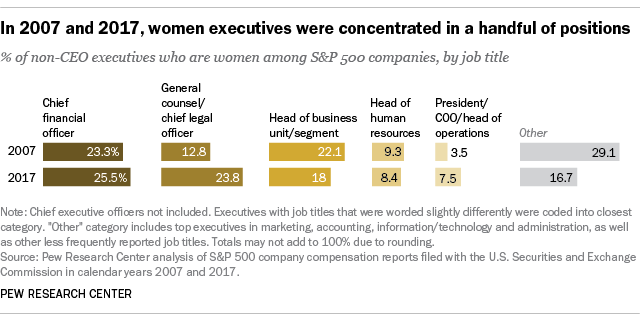 In 2007 and 2017, women executives were concentrated in a handful of positions
% of non-CEO executives who are women among S&P 500 companies, by job title
Chief
financial
officer
General
counsel/
chief legal
officer
Head of business
unit/segment
Head of
human
resources
President/
COO/head of
operations
Other
2007 23.3% 12.8 22.1 9.3 3.5 29.1
2017 25.5% 23.8 18 8.4 7.5 16.7
Note: Chief executive officers not included. Executives with job titles that were worded slightly differently were coded into closest
category. "Other" category includes top executives in marketing, accounting, information/technology and administration, as well
as other less frequently reported job titles. Totals may not add to 100% due to rounding.
Source: Pew Research Center analysis of S&P 500 company compensation reports filed with the U.S. Securities and Exchange
Commission in calendar years 2007 and 2017.
PEW RESEARCH CENTER